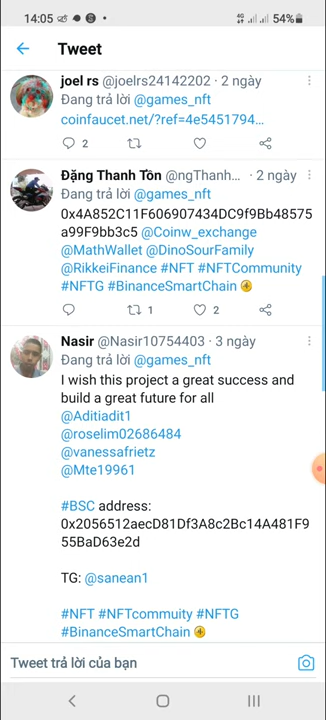 14:05
4G
54%
Tweet
joel rs @joelrs24142202 · 2 ngày
Đang trả lời @games_nft
coinfaucet.net/?ref=4e5451794…
2
Đặng Thanh Tôn @ngThanh… · 2 ngày
Đang trả lời @games_nft
0x4A852C11F606907434DC9f9Bb48575
a99F9bb3c5 @Coinw_exchange
@MathWallet @DinoSourFamily
@RikkeiFinance #NFT #NFTCommunity
#NFTG #BinanceSmartChain
1 2
Nasir @Nasir10754403 · 3 ngày
Đang trả lời @games_nft
I wish this project a great success and
build a great future for all
@Aditiadit1
@roselim02686484
@vanessafrietz
@Mte19961
#BSC address:
0x2056512aecD81Df3A8c2Bc14A481F9
55BaD63e2d
TG: @sanean1
#NFT #NFTcommuity #NFTG
#BinanceSmartChain
Tweet trả lời của bạn